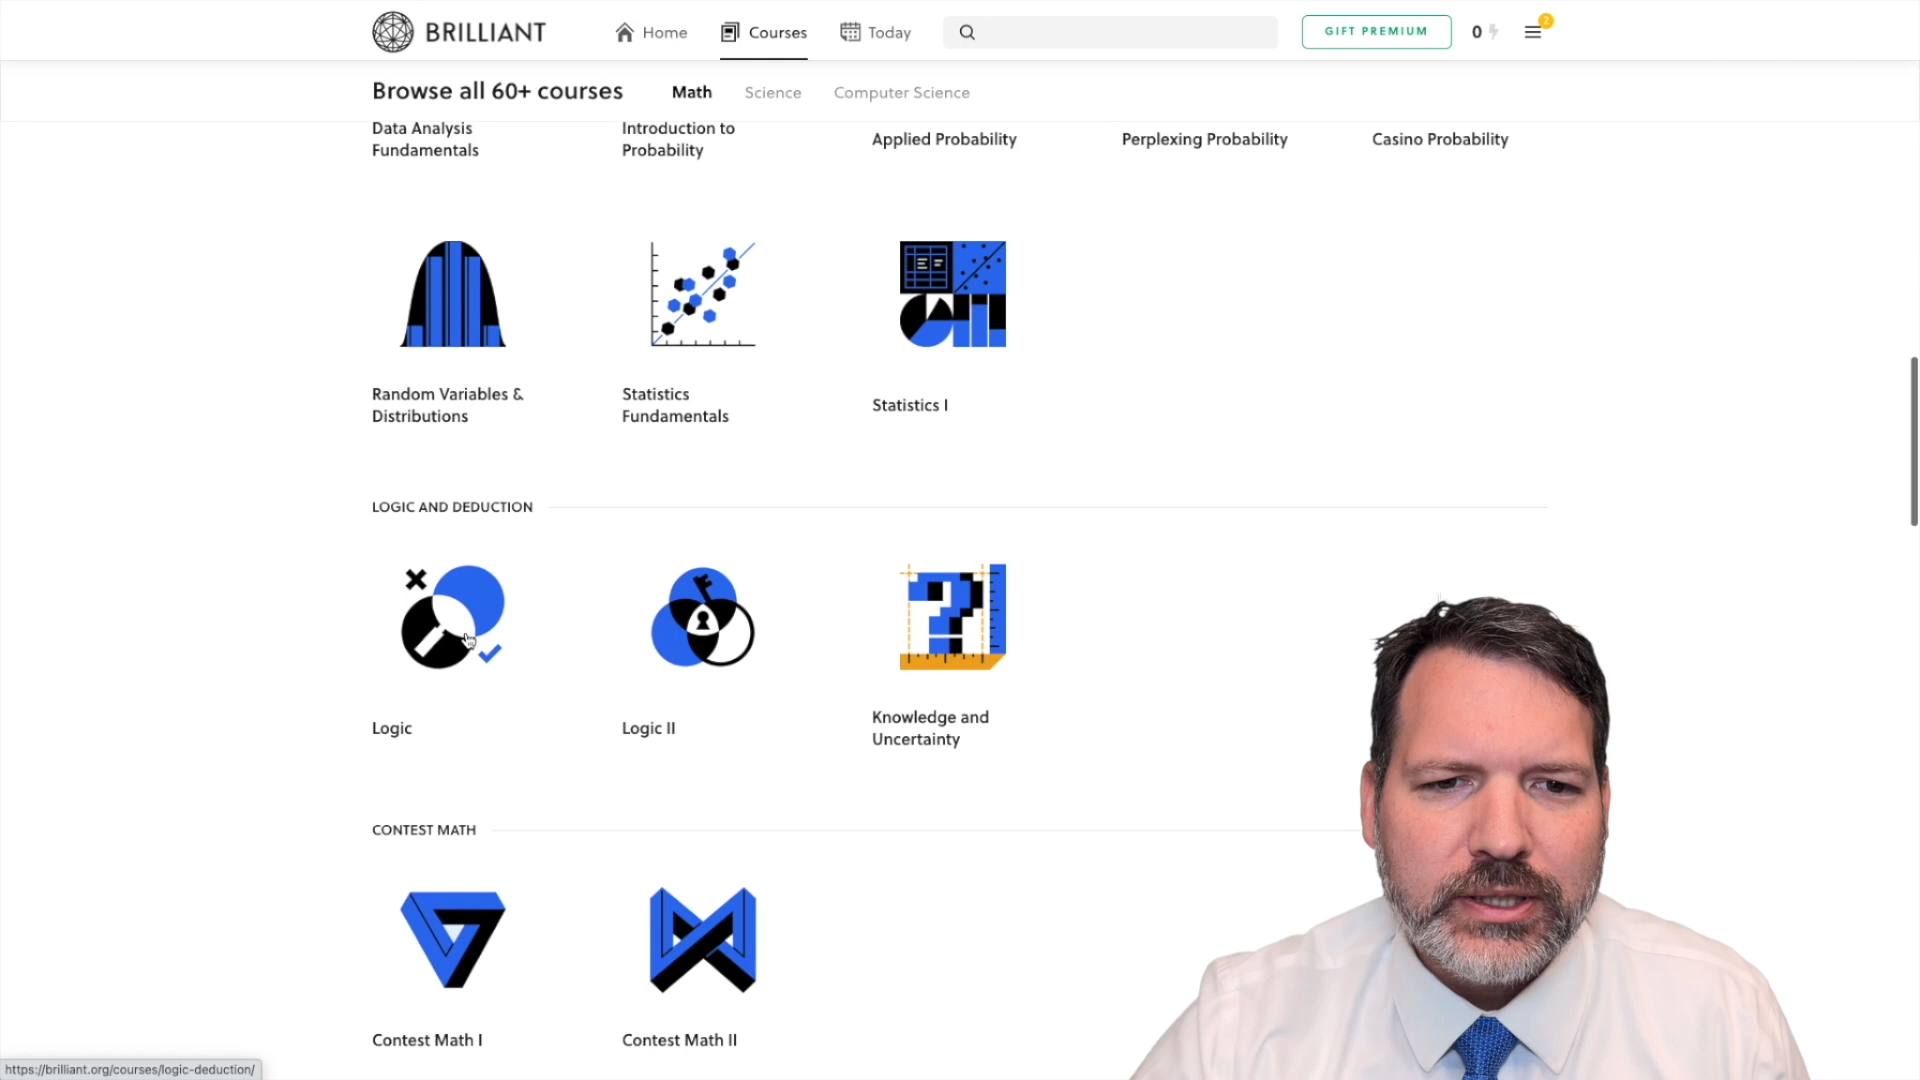 BRILLIANT
Home
Courses
Today
GIFT PREMIUM
0
2
Browse all 60+ courses
Math
Science
Computer Science
Data Analysis
Fundamentals
Introduction to
Probability
Applied Probability
Perplexing Probability
Casino Probability
Random Variables &
Distributions
Statistics
Fundamentals
Statistics I
LOGIC AND DEDUCTION
Logic
Logic II
Knowledge and
Uncertainty
CONTEST MATH
Contest Math I
Contest Math II
https://brilliant.org/courses/logic-deduction/